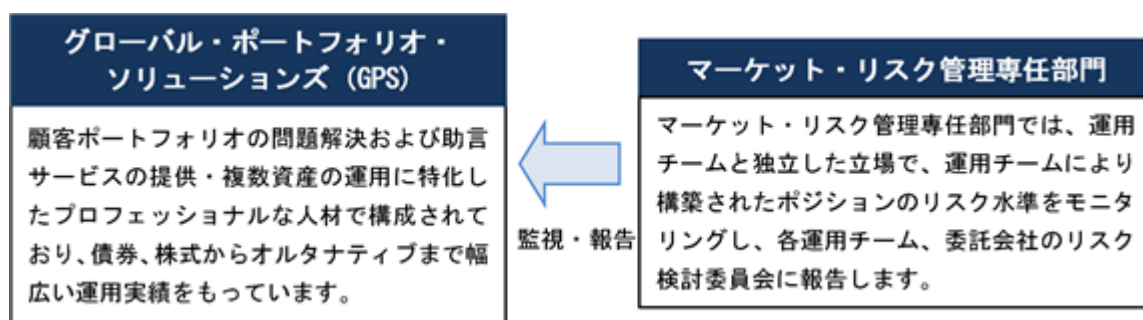 グローバル・ポートフォリオ・
ソリューションズ (GPS)
顧客ポートフォリオの問題解決および助言
サービスの提供・複数資産の運用に特化し
たプロフェッショナルな人材で構成されて
おり、債券、株式からオルタナティブまで幅
広い運用実績をもっています。
監視・報告
マーケット・リスク管理専任部門
マーケット・リスク管理専任部門では、運用
チームと独立した立場で、運用チームにより
構築されたポジションのリスク水準をモニタ
リングし、各運用チーム、委託会社のリスク
検討委員会に報告します。